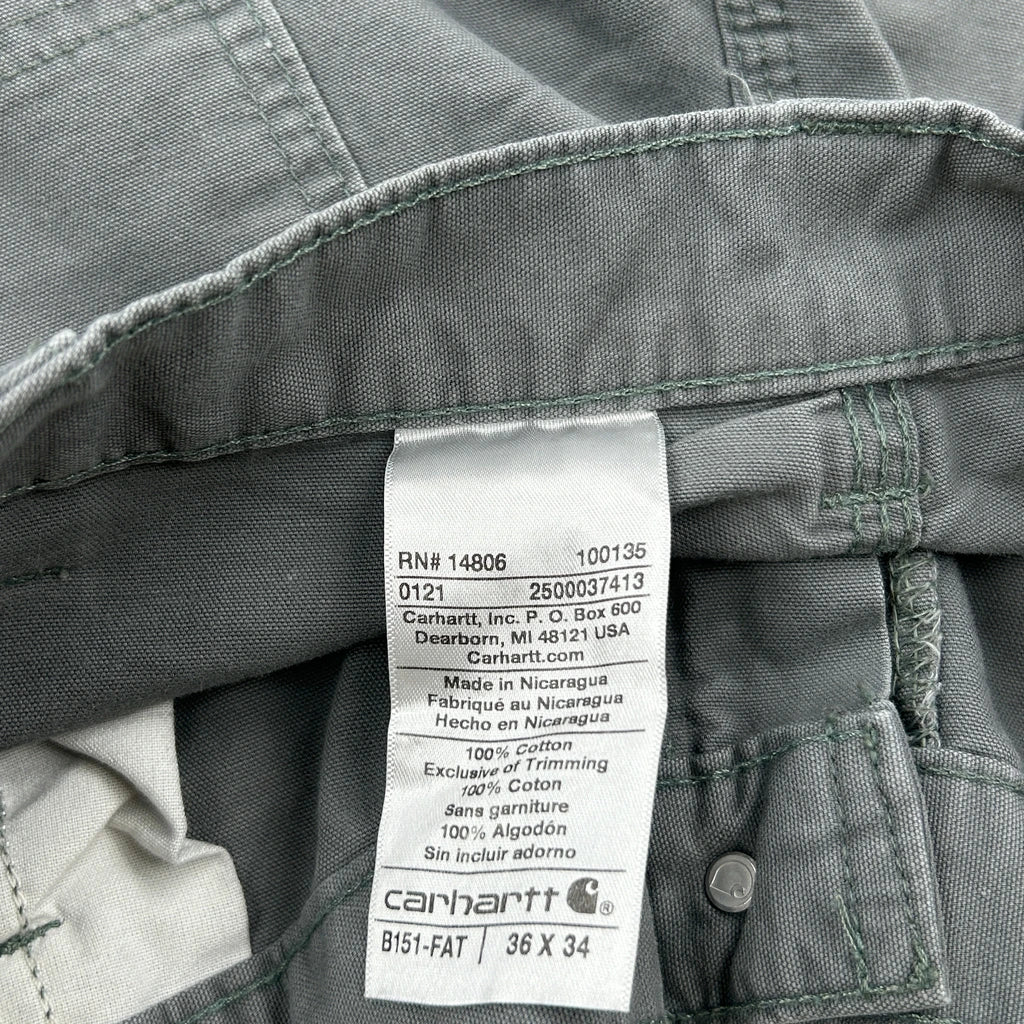 RN# 14806 100135
0121 2500037413
Carhartt, Inc. P. O. Box 600
Dearborn, MI 48121 USA
Carhartt.com
Made in Nicaragua
Fabriqué au Nicaragua
Hecho en Nicaragua
100% Cotton
Exclusive of Trimming
100% Coton
Sans garniture
100% Algodón
Sin incluir adorno
carhartt ®
B151-FAT | 36 X 34